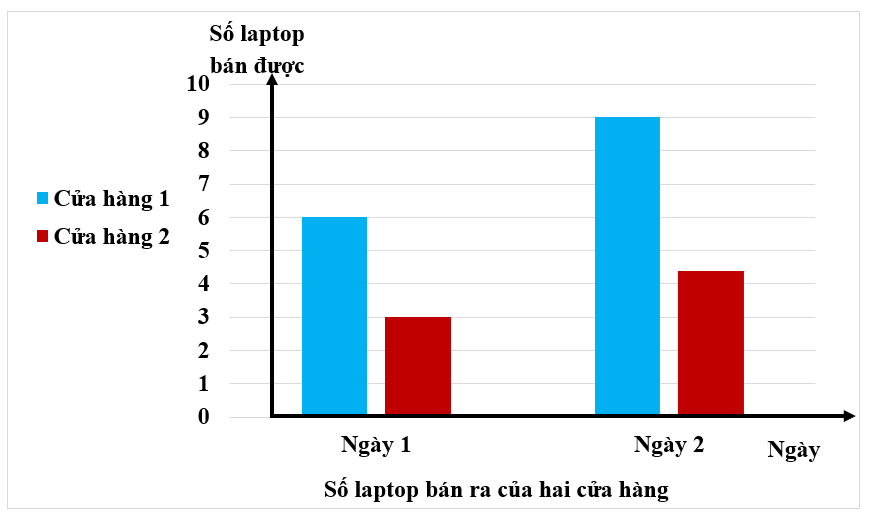 Số laptop
bán được
10
9
8
7
6
5
4
3
2
1
0
Cửa hàng 1
Cửa hàng 2
Ngày 1
Ngày 2
Ngày
Số laptop bán ra của hai cửa hàng